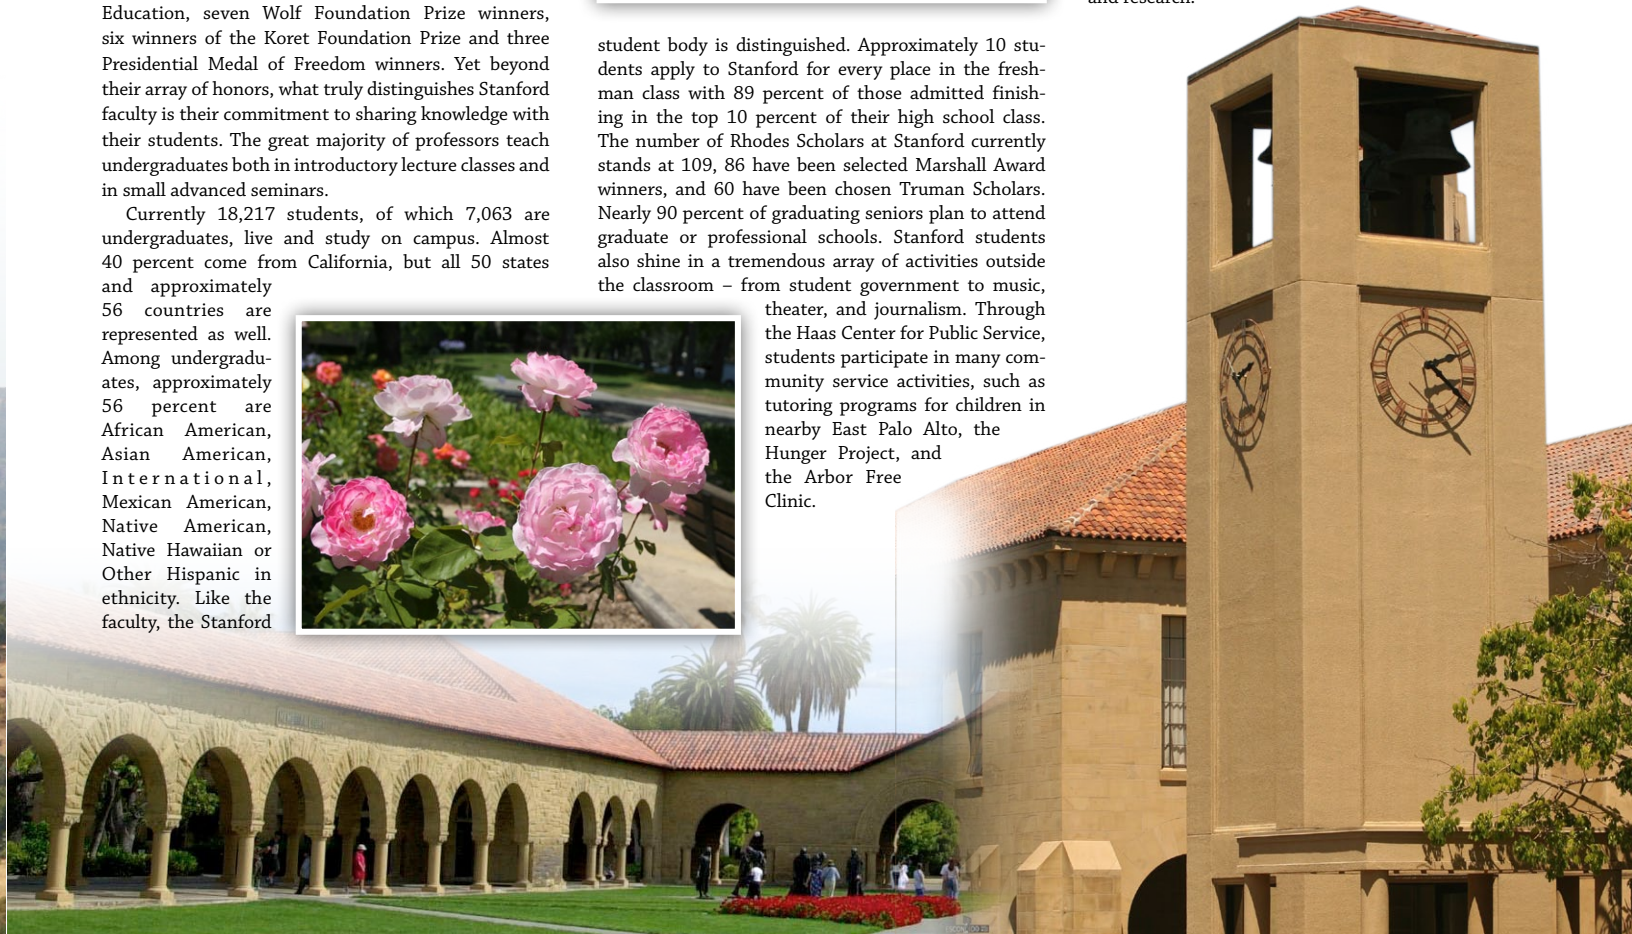 Education, seven Wolf Foundation Prize winners,
six winners of the Koret Foundation Prize and three
Presidential Medal of Freedom winners. Yet beyond
their array of honors, what truly distinguishes Stanford
faculty is their commitment to sharing knowledge with
their students. The great majority of professors teach
undergraduates both in introductory lecture classes and
in small advanced seminars.
Currently 18,217 students, of which 7,063 are
undergraduates, live and study on campus. Almost
40 percent come from California, but all 50 states
and approximately
56 countries are
represented as well.
Among undergradu-
ates, approximately
56 percent are
African American,
Asian American,
International,
Mexican American,
Native American,
Native Hawaiian or
Other Hispanic in
ethnicity. Like the
faculty, the Stanford
student body is distinguished. Approximately 10 stu-
dents apply to Stanford for every place in the fresh-
man class with 89 percent of those admitted finish-
ing in the top 10 percent of their high school class.
The number of Rhodes Scholars at Stanford currently
stands at 109, 86 have been selected Marshall Award
winners, and 60 have been chosen Truman Scholars.
Nearly 90 percent of graduating seniors plan to attend
graduate or professional schools. Stanford students
also shine in a tremendous array of activities outside
the classroom – from student government to music,
theater, and journalism. Through
the Haas Center for Public Service,
students participate in many com-
munity service activities, such as
tutoring programs for children in
nearby East Palo Alto, the
Hunger Project, and
the Arbor Free
Clinic.
and research.